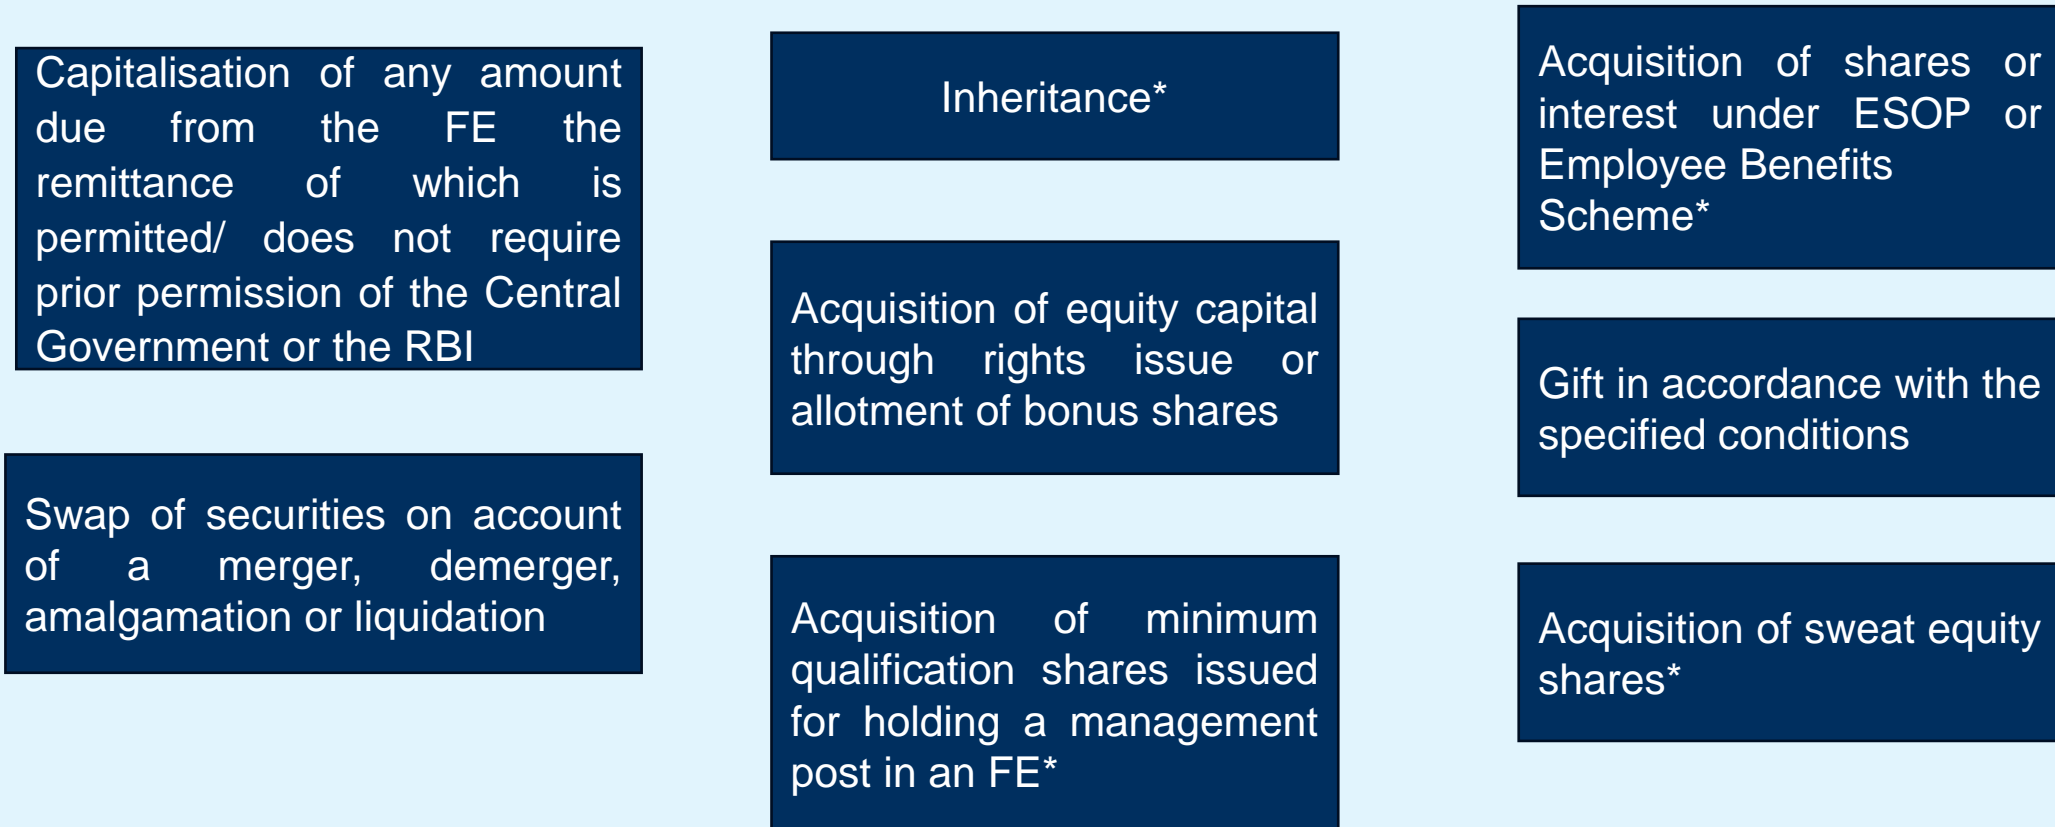 Capitalisation of any amount
due from the FE the
remittance of which is
permitted/ does not require
prior permission of the Central
Government or the RBI
Swap of securities on account
of a merger, demerger,
amalgamation or liquidation
Inheritance*
Acquisition of equity capital
through rights issue or
allotment of bonus shares
Acquisition of minimum
qualification shares issued
for holding a management
post in an FE*
Acquisition of shares or
interest under ESOP or
Employee Benefits
Scheme*
Gift in accordance with the
specified conditions
Acquisition of sweat equity
shares*